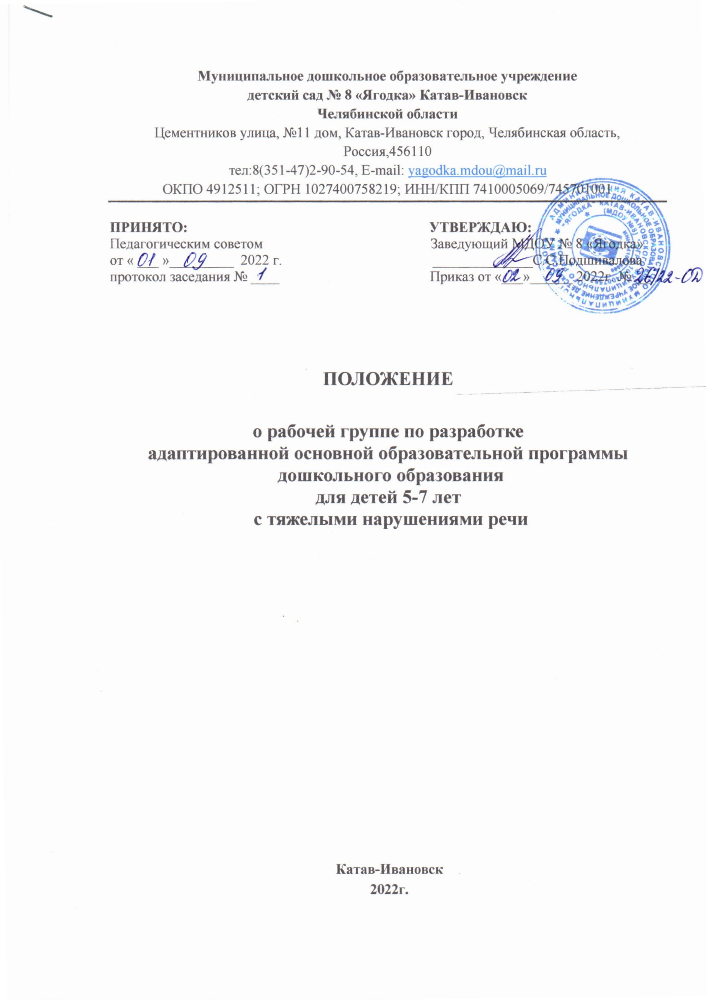 Муниципальное дошкольное образовательное учреждение
детский сад № 8 «Ягодка» Катав-Ивановск
Челябинской области
Цементников улица, №11 дом, Катав-Ивановск город, Челябинская область,
Россия,456110
тел:8(351-47)2-90-54, E-mail: yagodka.mdou@mail.ru
ОКПО 4912511; ОГРН 1027400758219; ИНН/КПП 7410005069/745701001
ПРИНЯТО:
Педагогическим советом
от « 01 » 09 2022 г.
протокол заседания № 1
УТВЕРЖДАЮ:
Заведующий МДОУ № 8 «Ягодка»
С.С.Подшивалова
Приказ от «02» 09 2022г. № 26/22-ОД
ПОЛОЖЕНИЕ
о рабочей группе по разработке
адаптированной основной образовательной программы
дошкольного образования
для детей 5-7 лет
с тяжелыми нарушениями речи
Катав-Ивановск
2022г.